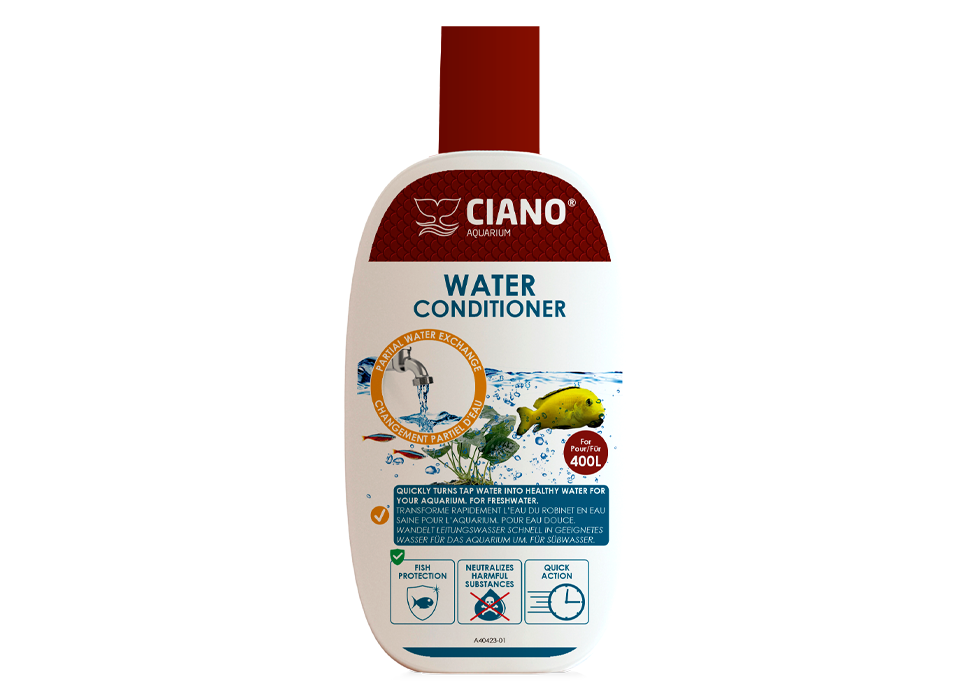 CIANO®
AQUARIUM
WATER
CONDITIONER
PARTIAL WATER EXCHANGE
CHANGEMENT PARTIEL D'EAU
For
Pour/Für
400L
QUICKLY TURNS TAP WATER INTO HEALTHY WATER FOR
YOUR AQUARIUM. FOR FRESHWATER.
TRANSFORME RAPIDEMENT L'EAU DU ROBINET EN EAU
SAINE POUR L'AQUARIUM. POUR EAU DOUCE.
WANDELT LEITUNGSWASSER SCHNELL IN GEEIGNETES
WASSER FÜR DAS AQUARIUM UM. FÜR SÜBWASSER.
FISH
PROTECTION
NEUTRALIZES
HARMFUL
SUBSTANCES
QUICK
ACTION
A40423-01